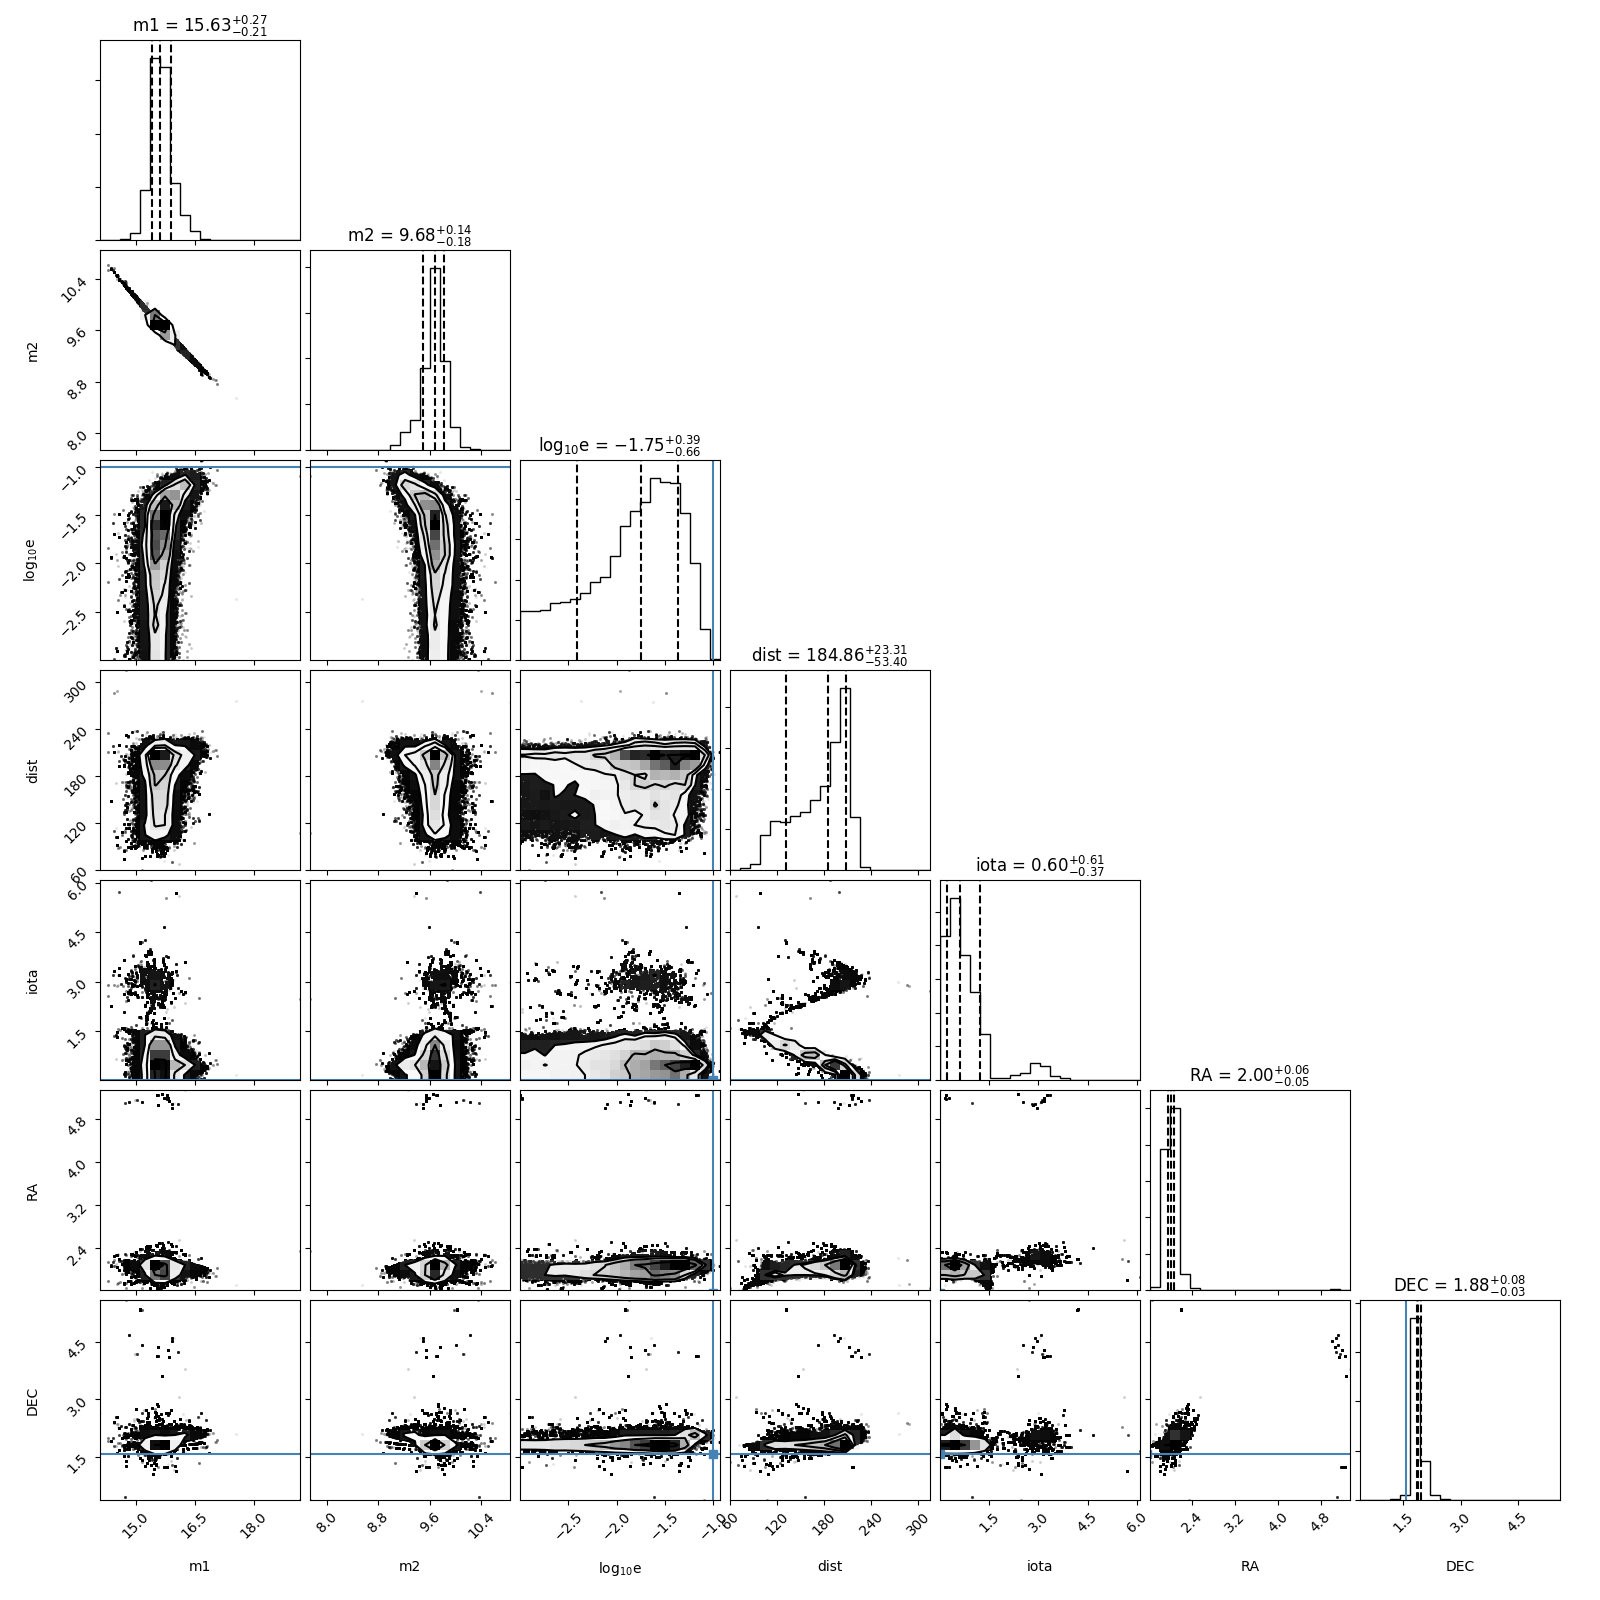 m1 = 15.63+0.27−0.21
m2 = 9.68+0.14−0.18
10.4
9.6
8.8
8.0
m2
log10e = −1.75+0.39−0.66
−1.0
−1.5
−2.0
−2.5
log10e
dist = 184.86+23.31−53.40
300
240
180
120
60
dist
iota = 0.60+0.61−0.37
6.0
4.5
3.0
1.5
iota
RA = 2.00+0.06−0.05
4.8
4.0
3.2
2.4
RA
DEC = 1.88+0.08−0.03
4.5
3.0
1.5
DEC
15.0 16.5 18.0 8.0 8.8 9.6 10.4 −2.5 −2.0 −1.5 −1.0 60 120 180 240 300 1.5 3.0 4.5 6.0 2.4 3.2 4.0 4.8 1.5 3.0 4.5
m1 m2 log10e dist iota RA DEC